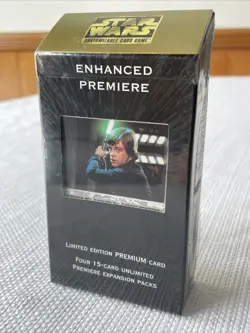 STAR
WARS
CUSTOMIZABLE CARD GAME
ENHANCED
PREMIERE
LIMITED EDITION PREMIUM CARD
FOUR 15-CARD UNLIMITED
PREMIERE EXPANSION PACKS